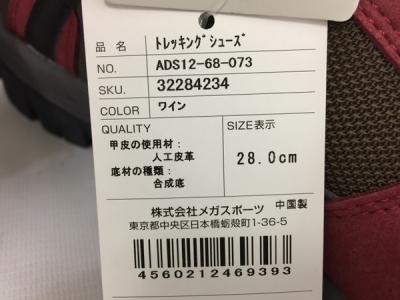 品 名 トレッキングシューズ
NO. ADS12-68-073
SKU. 32284234
COLOR ワイン
QUALITY
甲皮の使用材:
人工皮革
底材の種類:
合成底
SIZE表示
28.0cm
株式会社メガスポーツ 中国製
東京都中央区日本橋蛎殻町1-36-5
4560212469393